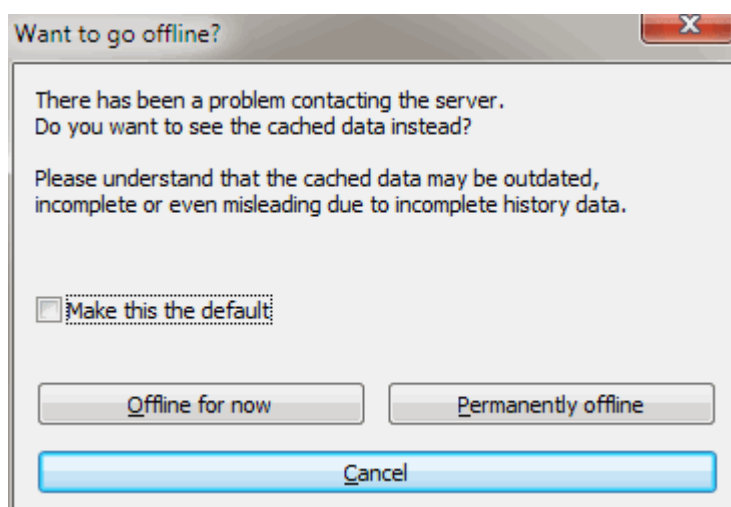 Want to go offline?
There has been a problem contacting the server.
Do you want to see the cached data instead?
Please understand that the cached data may be outdated,
incomplete or even misleading due to incomplete history data.
Make this the default
Offline for now
Permanently offline
Cancel